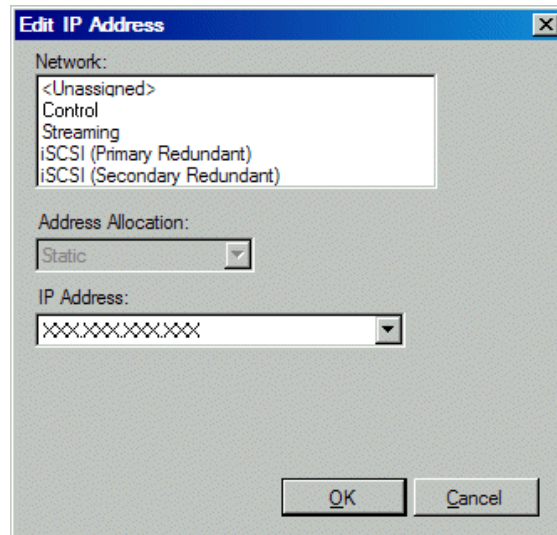 Edit IP Address
Network:
<Unassigned>
Control
Streaming
iSCSI (Primary Redundant)
iSCSI (Secondary Redundant)
Address Allocation:
Static
IP Address:
XXX.XXX.XXX.XXX
OK
Cancel